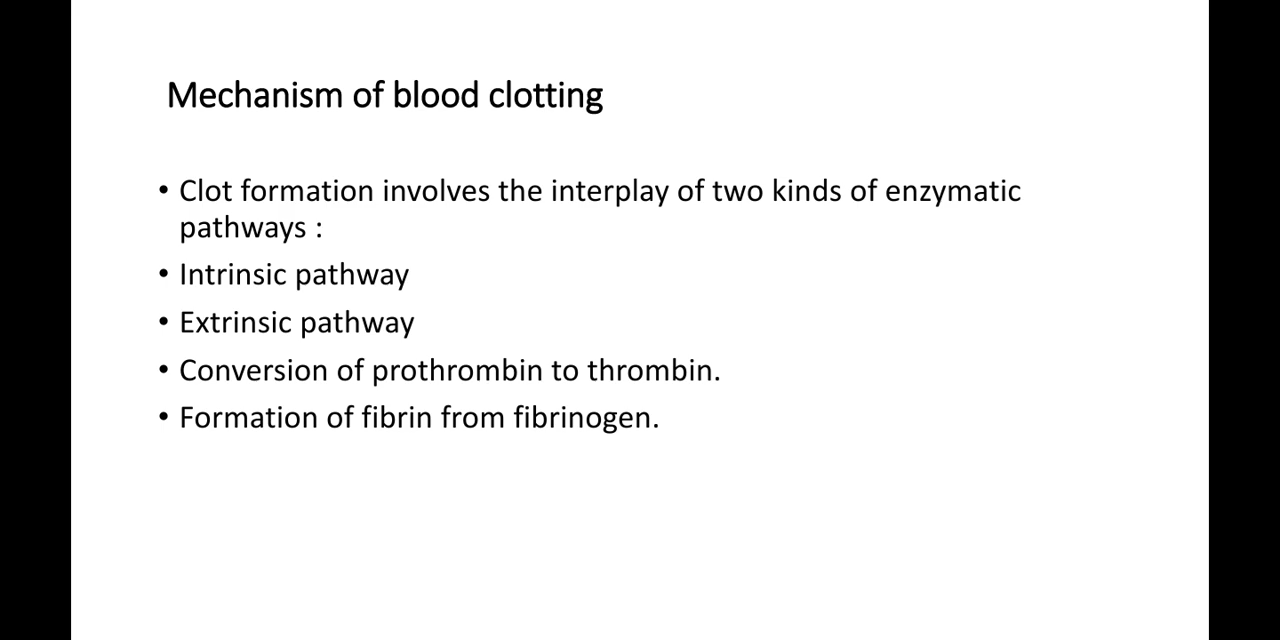 Mechanism of blood clotting
• Clot formation involves the interplay of two kinds of enzymatic
pathways :
• Intrinsic pathway
• Extrinsic pathway
• Conversion of prothrombin to thrombin.
• Formation of fibrin from fibrinogen.